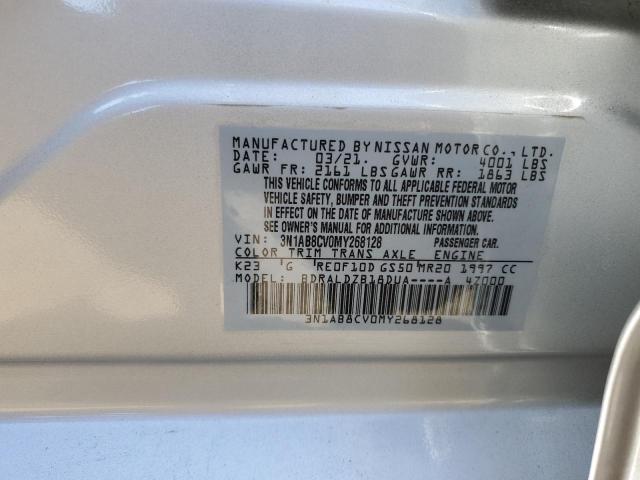 MANUFACTURED BY NISSAN MOTOR CO., LTD.
DATE: 03/21. GVWR: 4001 LBS
GAWR FR: 2161 LBS GAWR RR: 1863 LBS
THIS VEHICLE CONFORMS TO ALL APPLICABLE FEDERAL MOTOR
VEHICLE SAFETY, BUMPER AND THEFT PREVENTION STANDARDS
IN EFFECT ON THE DATE OF MANUFACTURE SHOWN ABOVE.
SEE OWNER'S MANUAL OR ADDITIONAL DATA.
VIN: 3N1AB8CV0MY268128 PASSENGER CAR.
COLOR TRIM TRANS AXLE ENGINE
K23 G RE0F10D GS50 MR20 1997 CC
MODEL: BDRALDZB18DUA----A 4Z000
3N1AB8CV0MY268128